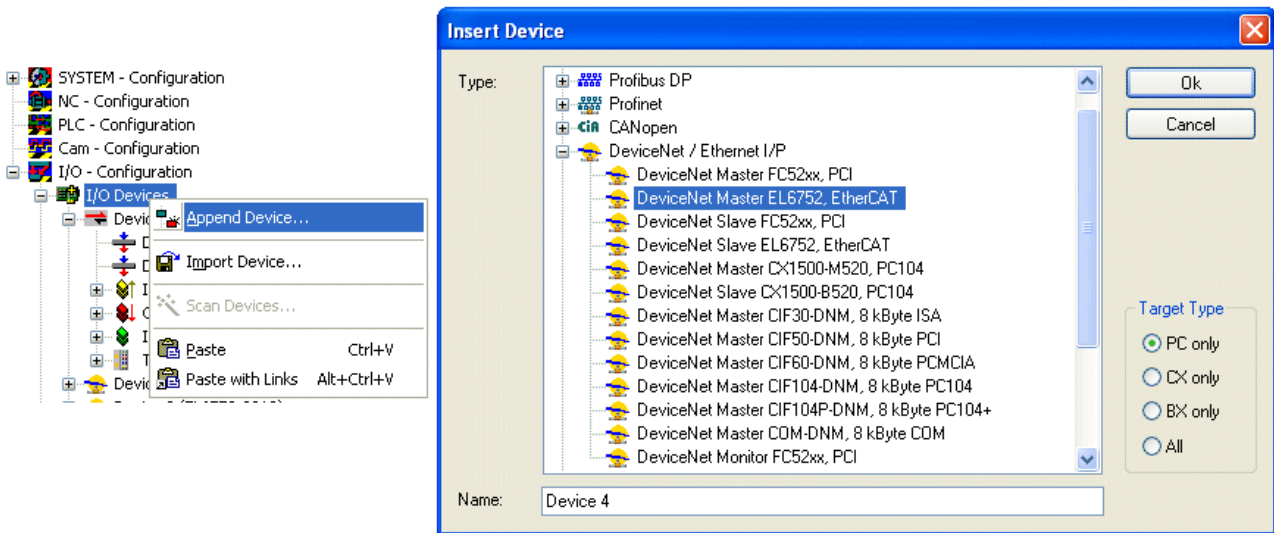 SYSTEM - Configuration
NC - Configuration
PLC - Configuration
Cam - Configuration
I/O - Configuration
I/O Devices
Append Device...
Import Device...
Scan Devices...
Paste Ctrl+V
Paste with Links Alt+Ctrl+V
Insert Device
Type:
Profibus DP
Profinet
CiA CANopen
DeviceNet / Ethernet I/P
DeviceNet Master FC52xx, PCI
DeviceNet Master EL6752, EtherCAT
DeviceNet Slave FC52xx, PCI
DeviceNet Slave EL6752, EtherCAT
DeviceNet Master CX1500-M520, PC104
DeviceNet Slave CX1500-B520, PC104
DeviceNet Master CIF30-DNM, 8 kByte ISA
DeviceNet Master CIF50-DNM, 8 kByte PCI
DeviceNet Master CIF60-DNM, 8 kByte PCMCIA
DeviceNet Master CIF104-DNM, 8 kByte PC104
DeviceNet Master CIF104P-DNM, 8 kByte PC104+
DeviceNet Master COM-DNM, 8 kByte COM
DeviceNet Monitor FC52xx, PCI
Name: Device 4
Ok
Cancel
Target Type
PC only
CX only
BX only
All